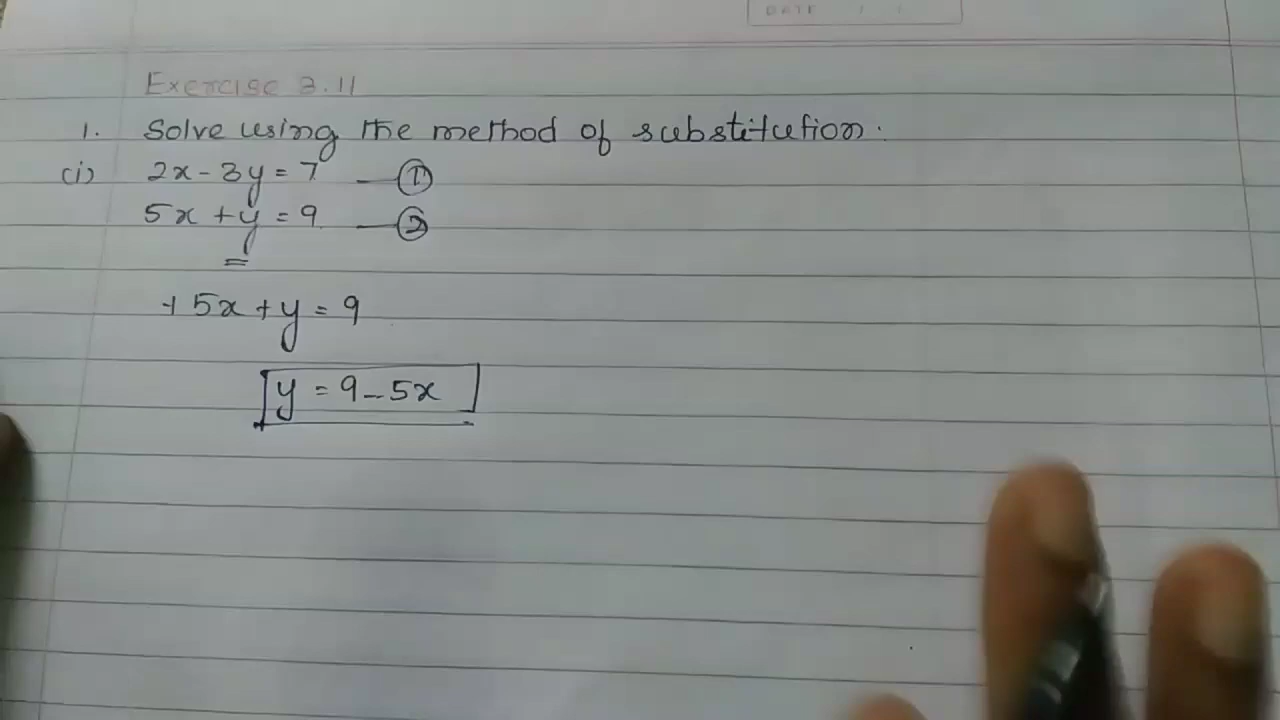 DATE / /
Exercise 3.11
1. Solve using the method of substitution.
(i) 2x - 3y = 7 — ①
5x + y = 9 — ②
=
+ 5x + y = 9
y = 9 - 5x